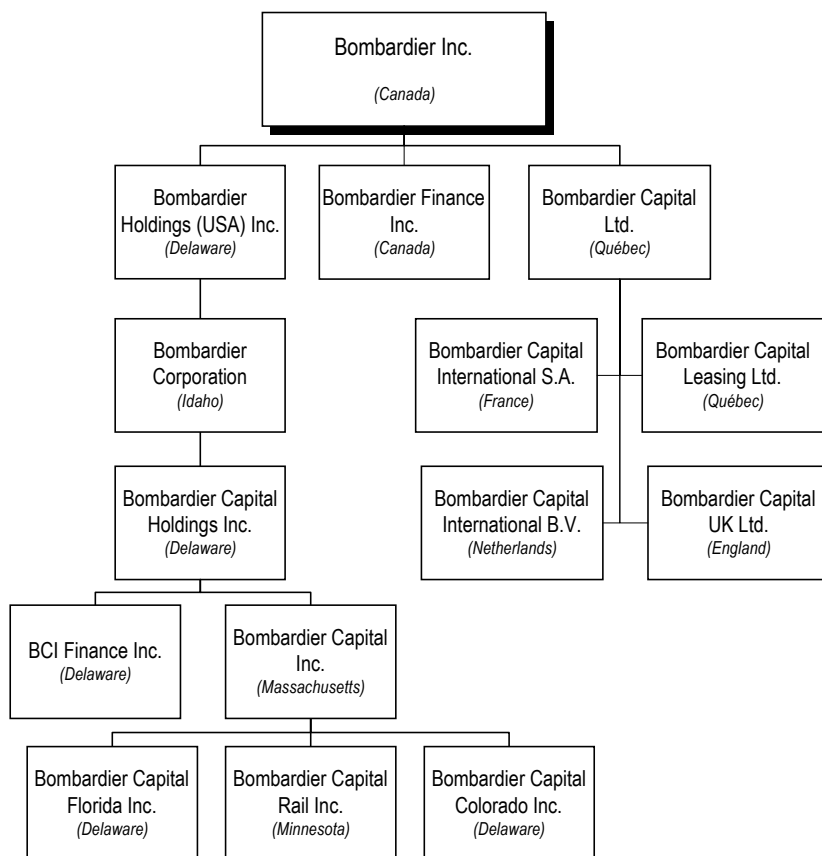 Bombardier Inc.
(Canada)
Bombardier
Holdings (USA) Inc.
(Delaware)
Bombardier Finance
Inc.
(Canada)
Bombardier Capital
Ltd.
(Québec)
Bombardier
Corporation
(Idaho)
Bombardier Capital
International S.A.
(France)
Bombardier Capital
Leasing Ltd.
(Québec)
Bombardier Capital
Holdings Inc.
(Delaware)
Bombardier Capital
International B.V.
(Netherlands)
Bombardier Capital
UK Ltd.
(England)
BCI Finance Inc.
(Delaware)
Bombardier Capital
Inc.
(Massachusetts)
Bombardier Capital
Florida Inc.
(Delaware)
Bombardier Capital
Rail Inc.
(Minnesota)
Bombardier Capital
Colorado Inc.
(Delaware)